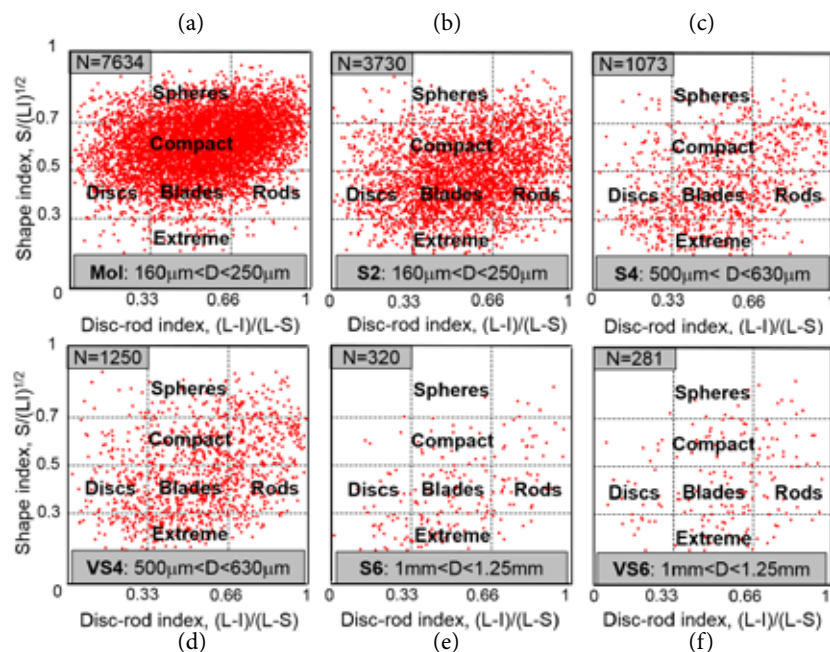 (a) (b) (c)
1 1 1
N=7634 N=3730 N=1073
Spheres Spheres Spheres
0.7
Compact Compact Compact
0.5
Discs Blades Rods Discs Blades Rods Discs Blades Rods
0.3
Extreme Extreme Extreme
Mol: 160μm<D<250μm S2: 160μm<D<250μm S4: 500μm< D<630μm
0 0 0
0.33 0.66 1 0.33 0.66 1 0.33 0.66 1
Shape index, S/(LI)1/2
Disc-rod index, (L-I)/(L-S) Disc-rod index, (L-I)/(L-S) Disc-rod index, (L-I)/(L-S)
1 1 1
N=1250 N=320 N=281
Spheres Spheres Spheres
0.7
Compact Compact Compact
0.5
Discs Blades Rods Discs Blades Rods Discs Blades Rods
0.3
Extreme Extreme Extreme
VS4: 500μm<D<630μm S6: 1mm<D<1.25mm VS6: 1mm<D<1.25mm
0 0 0
0.33 0.66 1 0.33 0.66 1 0.33 0.66 1
Shape index, S/(LI)1/2
Disc-rod index, (L-I)/(L-S) Disc-rod index, (L-I)/(L-S) Disc-rod index, (L-I)/(L-S)
(d) (e) (f)